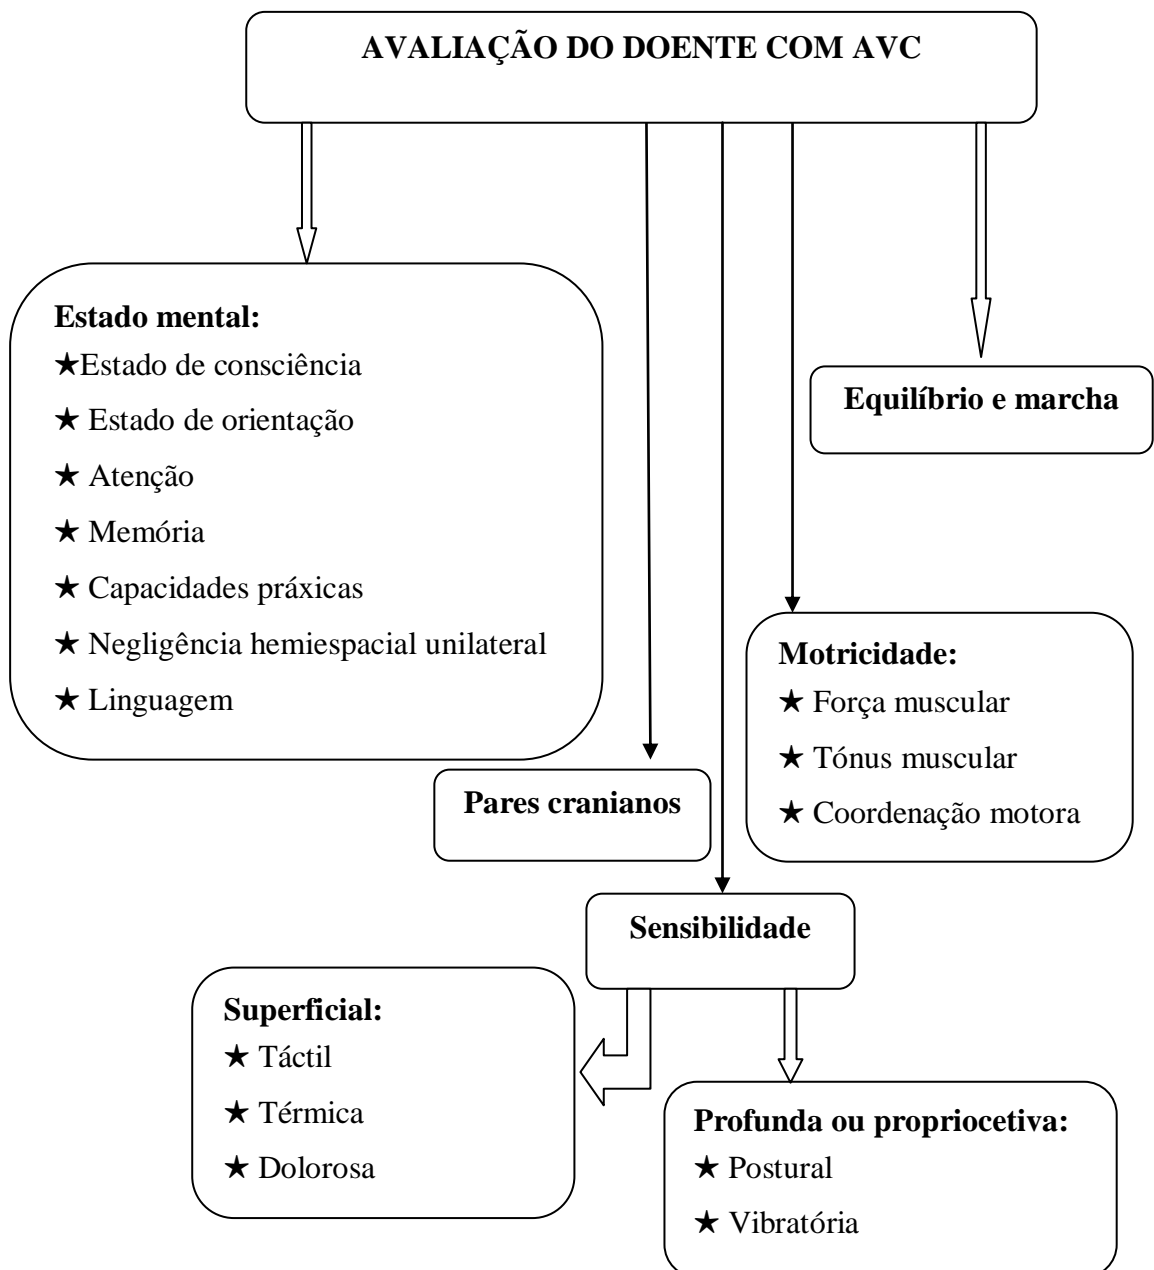 AVALIAÇÃO DO DOENTE COM AVC
Estado mental:
★Estado de consciência
★ Estado de orientação
★ Atenção
★ Memória
★ Capacidades práxicas
★ Negligência hemiespacial unilateral
★ Linguagem
Equilíbrio e marcha
Motricidade:
★ Força muscular
★ Tónus muscular
★ Coordenação motora
Pares cranianos
Sensibilidade
Superficial:
★ Táctil
★ Térmica
★ Dolorosa
Profunda ou propriocetiva:
★ Postural
★ Vibratória